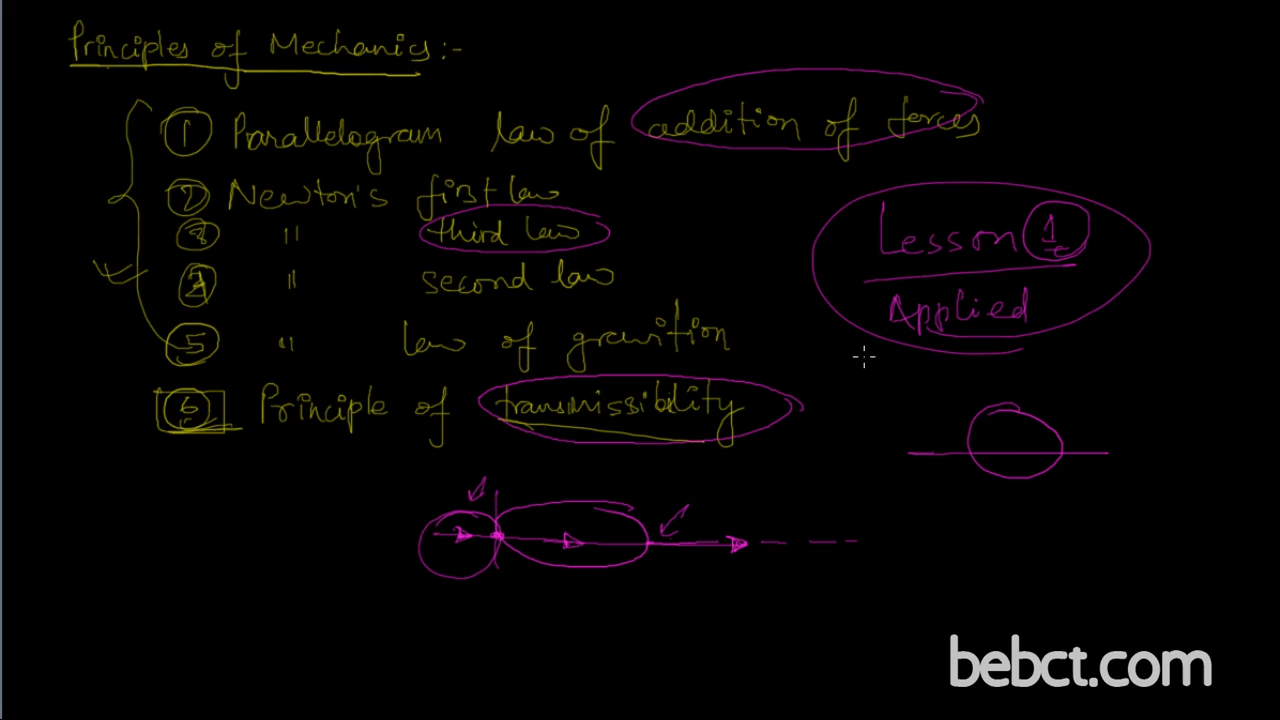 Principles of Mechanics:-
① Parallelogram law of addition of forces
② Newton's first law
③ " third law
" second law
⑤ " law of gravition
⑥ Principle of transmissibility
Lesson 1
Applied
bebct.com